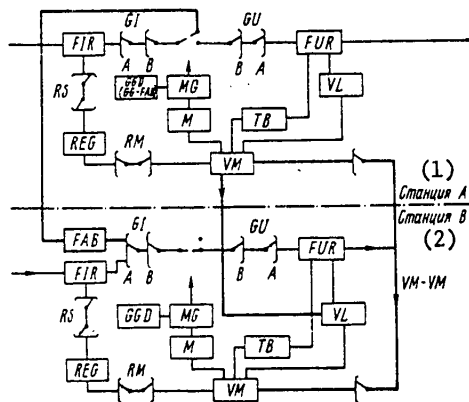 GI GU
FIR FUR
A B B A
RS GGD (GG-FAB) MG VL
M TB
REG RM VM
(1)
Станция A
Станция B
(2)
GI GU
FAB FUR
FIR A B B A
VM-VM
RS GGD MG VL
M TB
REG RM VM